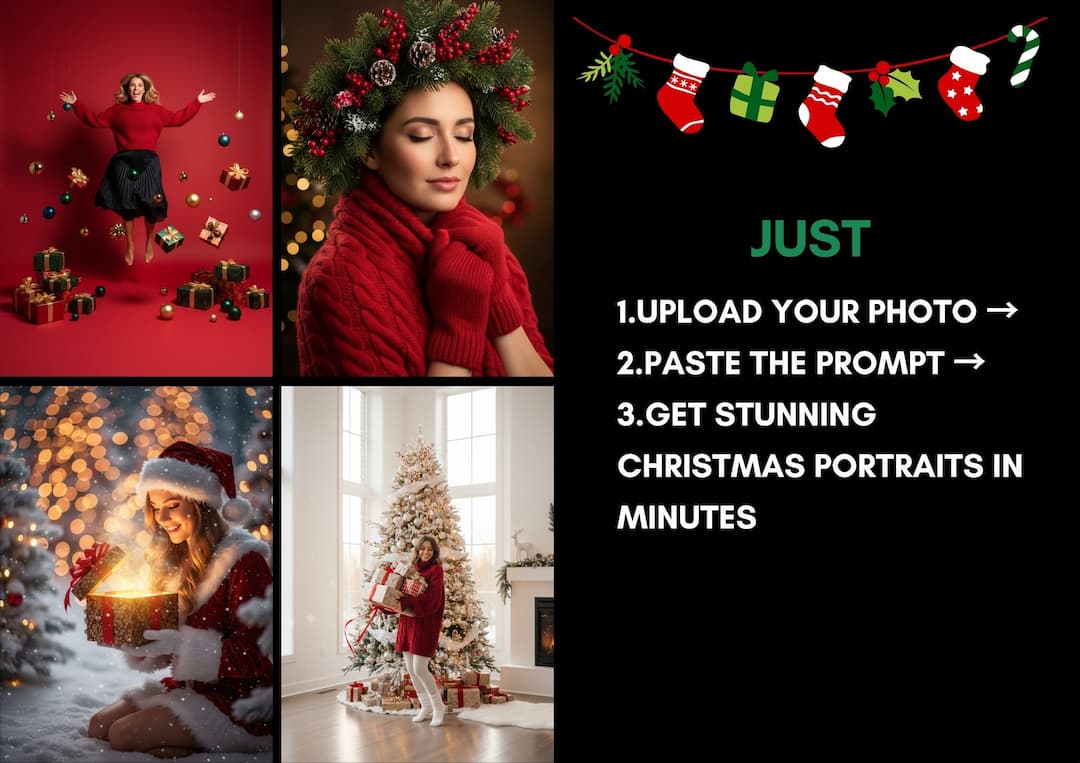 JUST
1.UPLOAD YOUR PHOTO →
2.PASTE THE PROMPT →
3.GET STUNNING
CHRISTMAS PORTRAITS IN
MINUTES